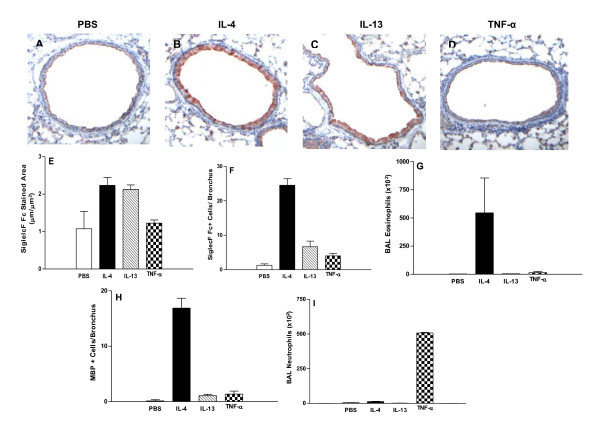 PBS IL-4 IL-13 TNF-α
A B C D
E
SiglecF Fc Stained Area
(μm/μm²)
3
2
1
0
PBS IL-4 IL-13 TNF-α
F
SiglecF Fc+ Cells/ Bronchus
30
20
10
0
PBS IL-4 IL-13 TNF-α
G
BAL Eosinophils (x10³)
1000
750
500
250
0
PBS IL-4 IL-13 TNF-α
H
MBP + Cells/Bronchus
20
10
0
PBS IL-4 IL-13 TNF-α
I
BAL Neutrophils (x10³)
750
500
250
0
PBS IL-4 IL-13 TNF-α